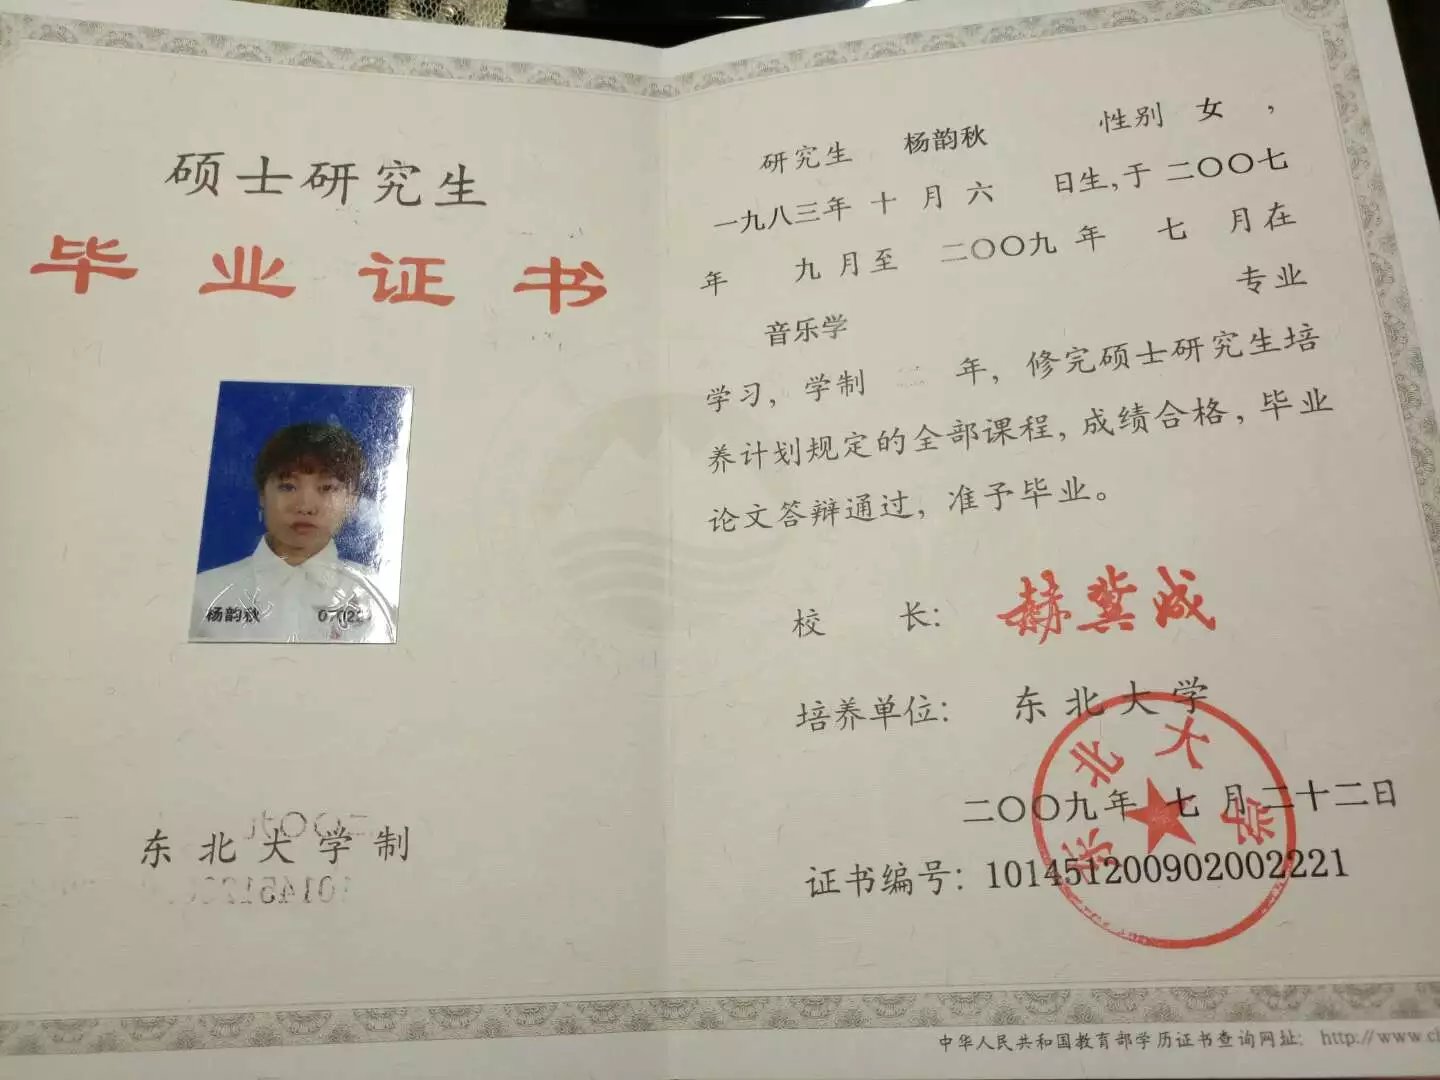 硕士研究生
毕业证书
杨韵秋
东北大学制
研究生 杨韵秋 性别 女，
一九八三年 十 月 六 日生，于 二〇〇七
年 九 月至 二〇〇九 年 七 月在
音乐学 专业
学习，学制 年，修完硕士研究生培
养计划规定的全部课程，成绩合格，毕业
论文答辩通过，准予毕业。
校 长： 赫冀成
培养单位： 东北大学
东北大学
二〇〇九年 七 月二十二日
证书编号：101451200902002221
中华人民共和国教育部学历证书查询网址： http://www.ch